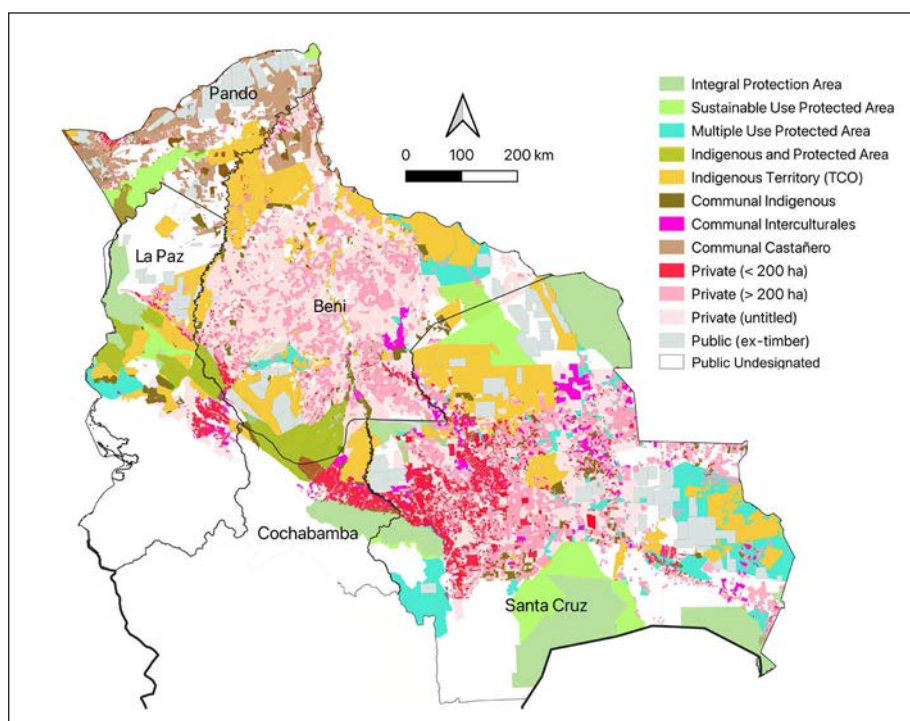 Pando
La Paz
Beni
Cochabamba
Santa Cruz
0 100 200 km
Integral Protection Area
Sustainable Use Protected Area
Multiple Use Protected Area
Indigenous and Protected Area
Indigenous Territory (TCO)
Communal Indigenous
Communal Interculturales
Communal Castañero
Private (< 200 ha)
Private (> 200 ha)
Private (untitled)
Public (ex-timber)
Public Undesignated